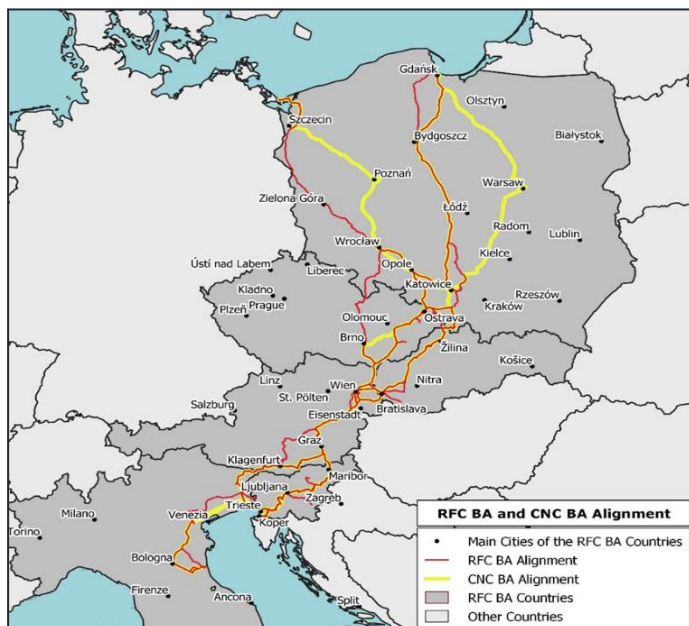 Gdańsk
Olsztyn
Szczecin
Bydgoszcz
Białystok
Poznań
Warsaw
Zielona Góra
Łódź
Radom
Lublin
Wrocław
Kielce
Opole
Ústí nad Labem
Liberec
Katowice
Kladno
Prague
Kraków
Rzeszów
Plzeň
Olomouc
Ostrava
Brno
Žilina
Košice
Linz
Wien
Nitra
St. Pölten
Salzburg
Bratislava
Eisenstadt
Graz
Klagenfurt
Maribor
Ljubljana
Zagreb
Trieste
Venezia
Koper
Milano
Torino
Bologna
Firenze
Ancona
Split
RFC BA and CNC BA Alignment
Main Cities of the RFC BA Countries
RFC BA Alignment
CNC BA Alignment
RFC BA Countries
Other Countries